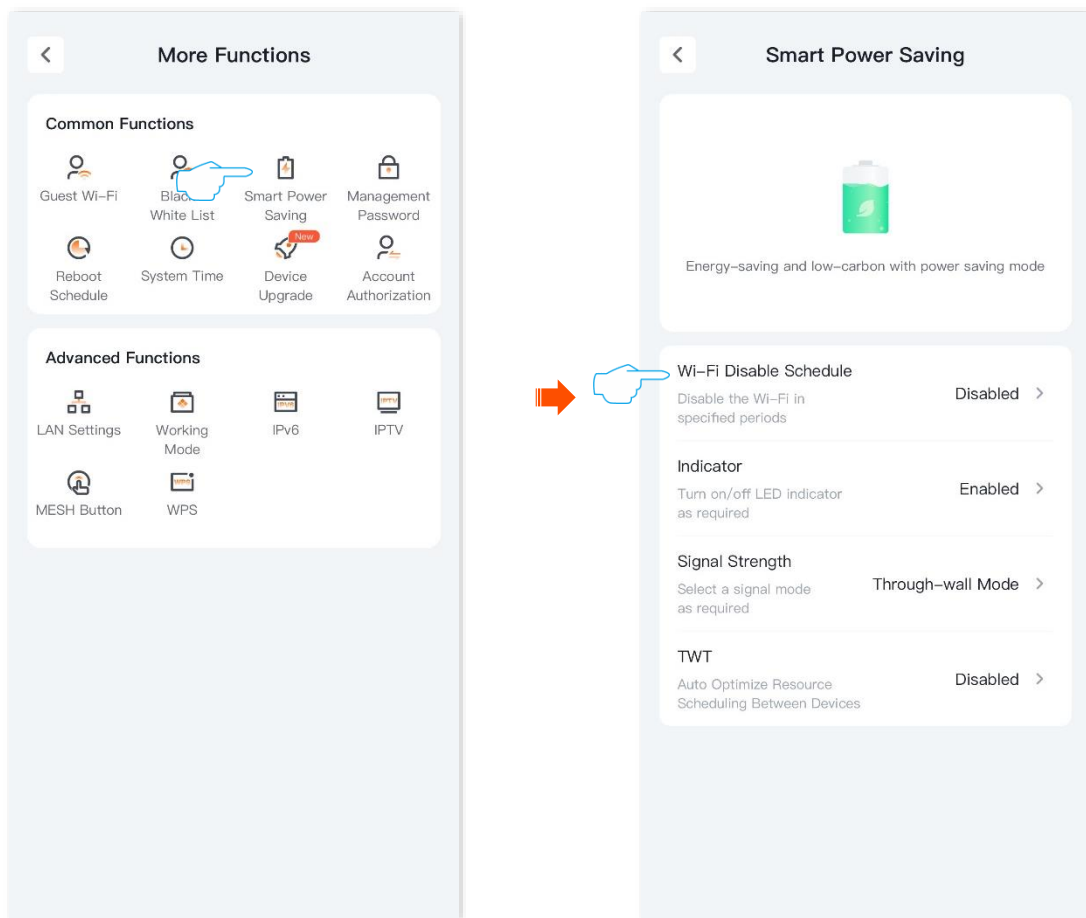 More Functions
Common Functions
Guest Wi-Fi
White List
Smart Power
Saving
Management
Password
Reboot
Schedule
System Time
New
Device
Upgrade
Account
Authorization
Advanced Functions
LAN Settings
Working
Mode
IPv6
IPV6
IPTV
IPTV
MESH Button
WPS
WPS
Smart Power Saving
Energy-saving and low-carbon with power saving mode
Wi-Fi Disable Schedule
Disable the Wi-Fi in
specified periods
Disabled
Indicator
Turn on/off LED indicator
as required
Enabled
Signal Strength
Select a signal mode
as required
Through-wall Mode
TWT
Auto Optimize Resource
Scheduling Between Devices
Disabled